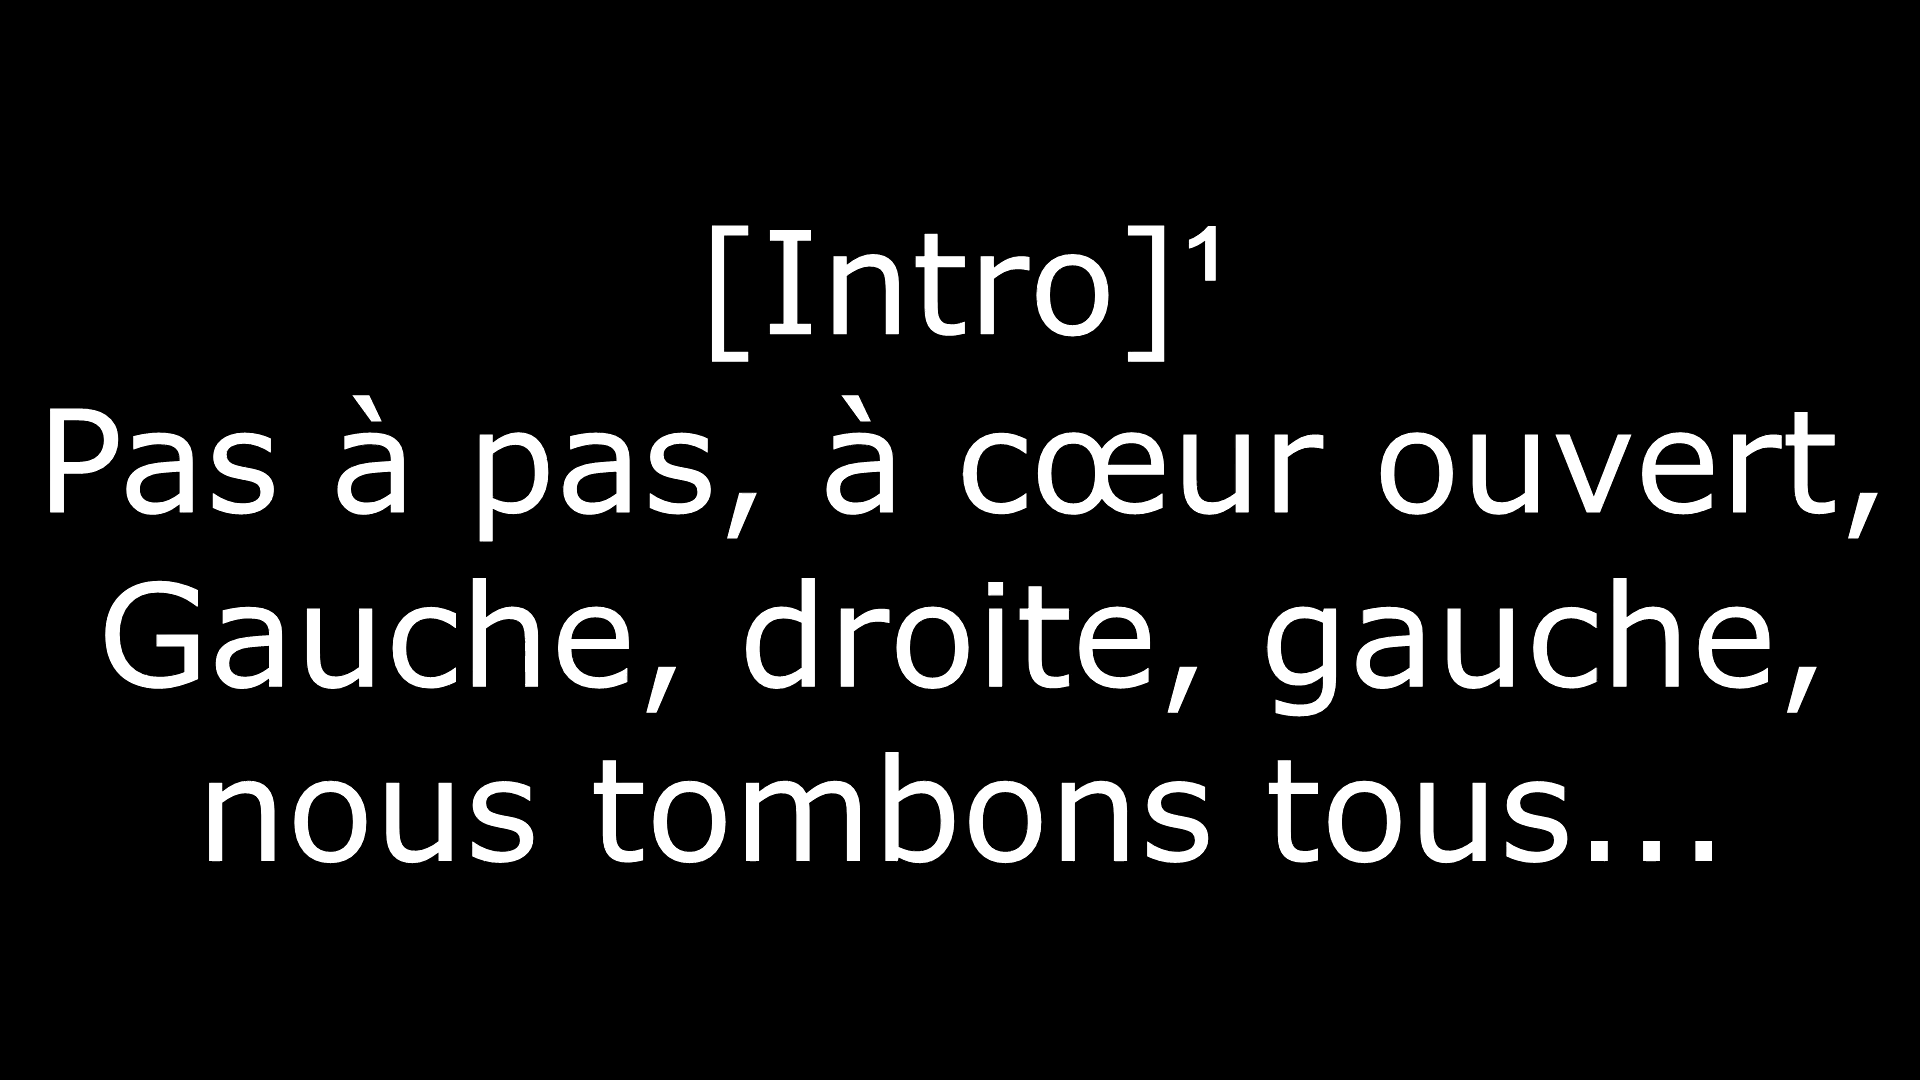 [Intro]¹
Pas à pas, à cœur ouvert,
Gauche, droite, gauche,
nous tombons tous...